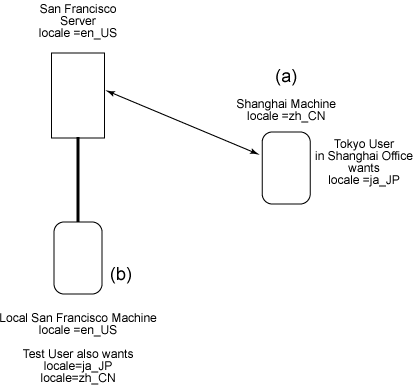 San Francisco
Server
locale =en_US
(a)
Shanghai Machine
locale =zh_CN
Tokyo User
in Shanghai Office
wants
locale =ja_JP
(b)
Local San Francisco Machine
locale =en_US
Test User also wants
locale=ja_JP
locale=zh_CN